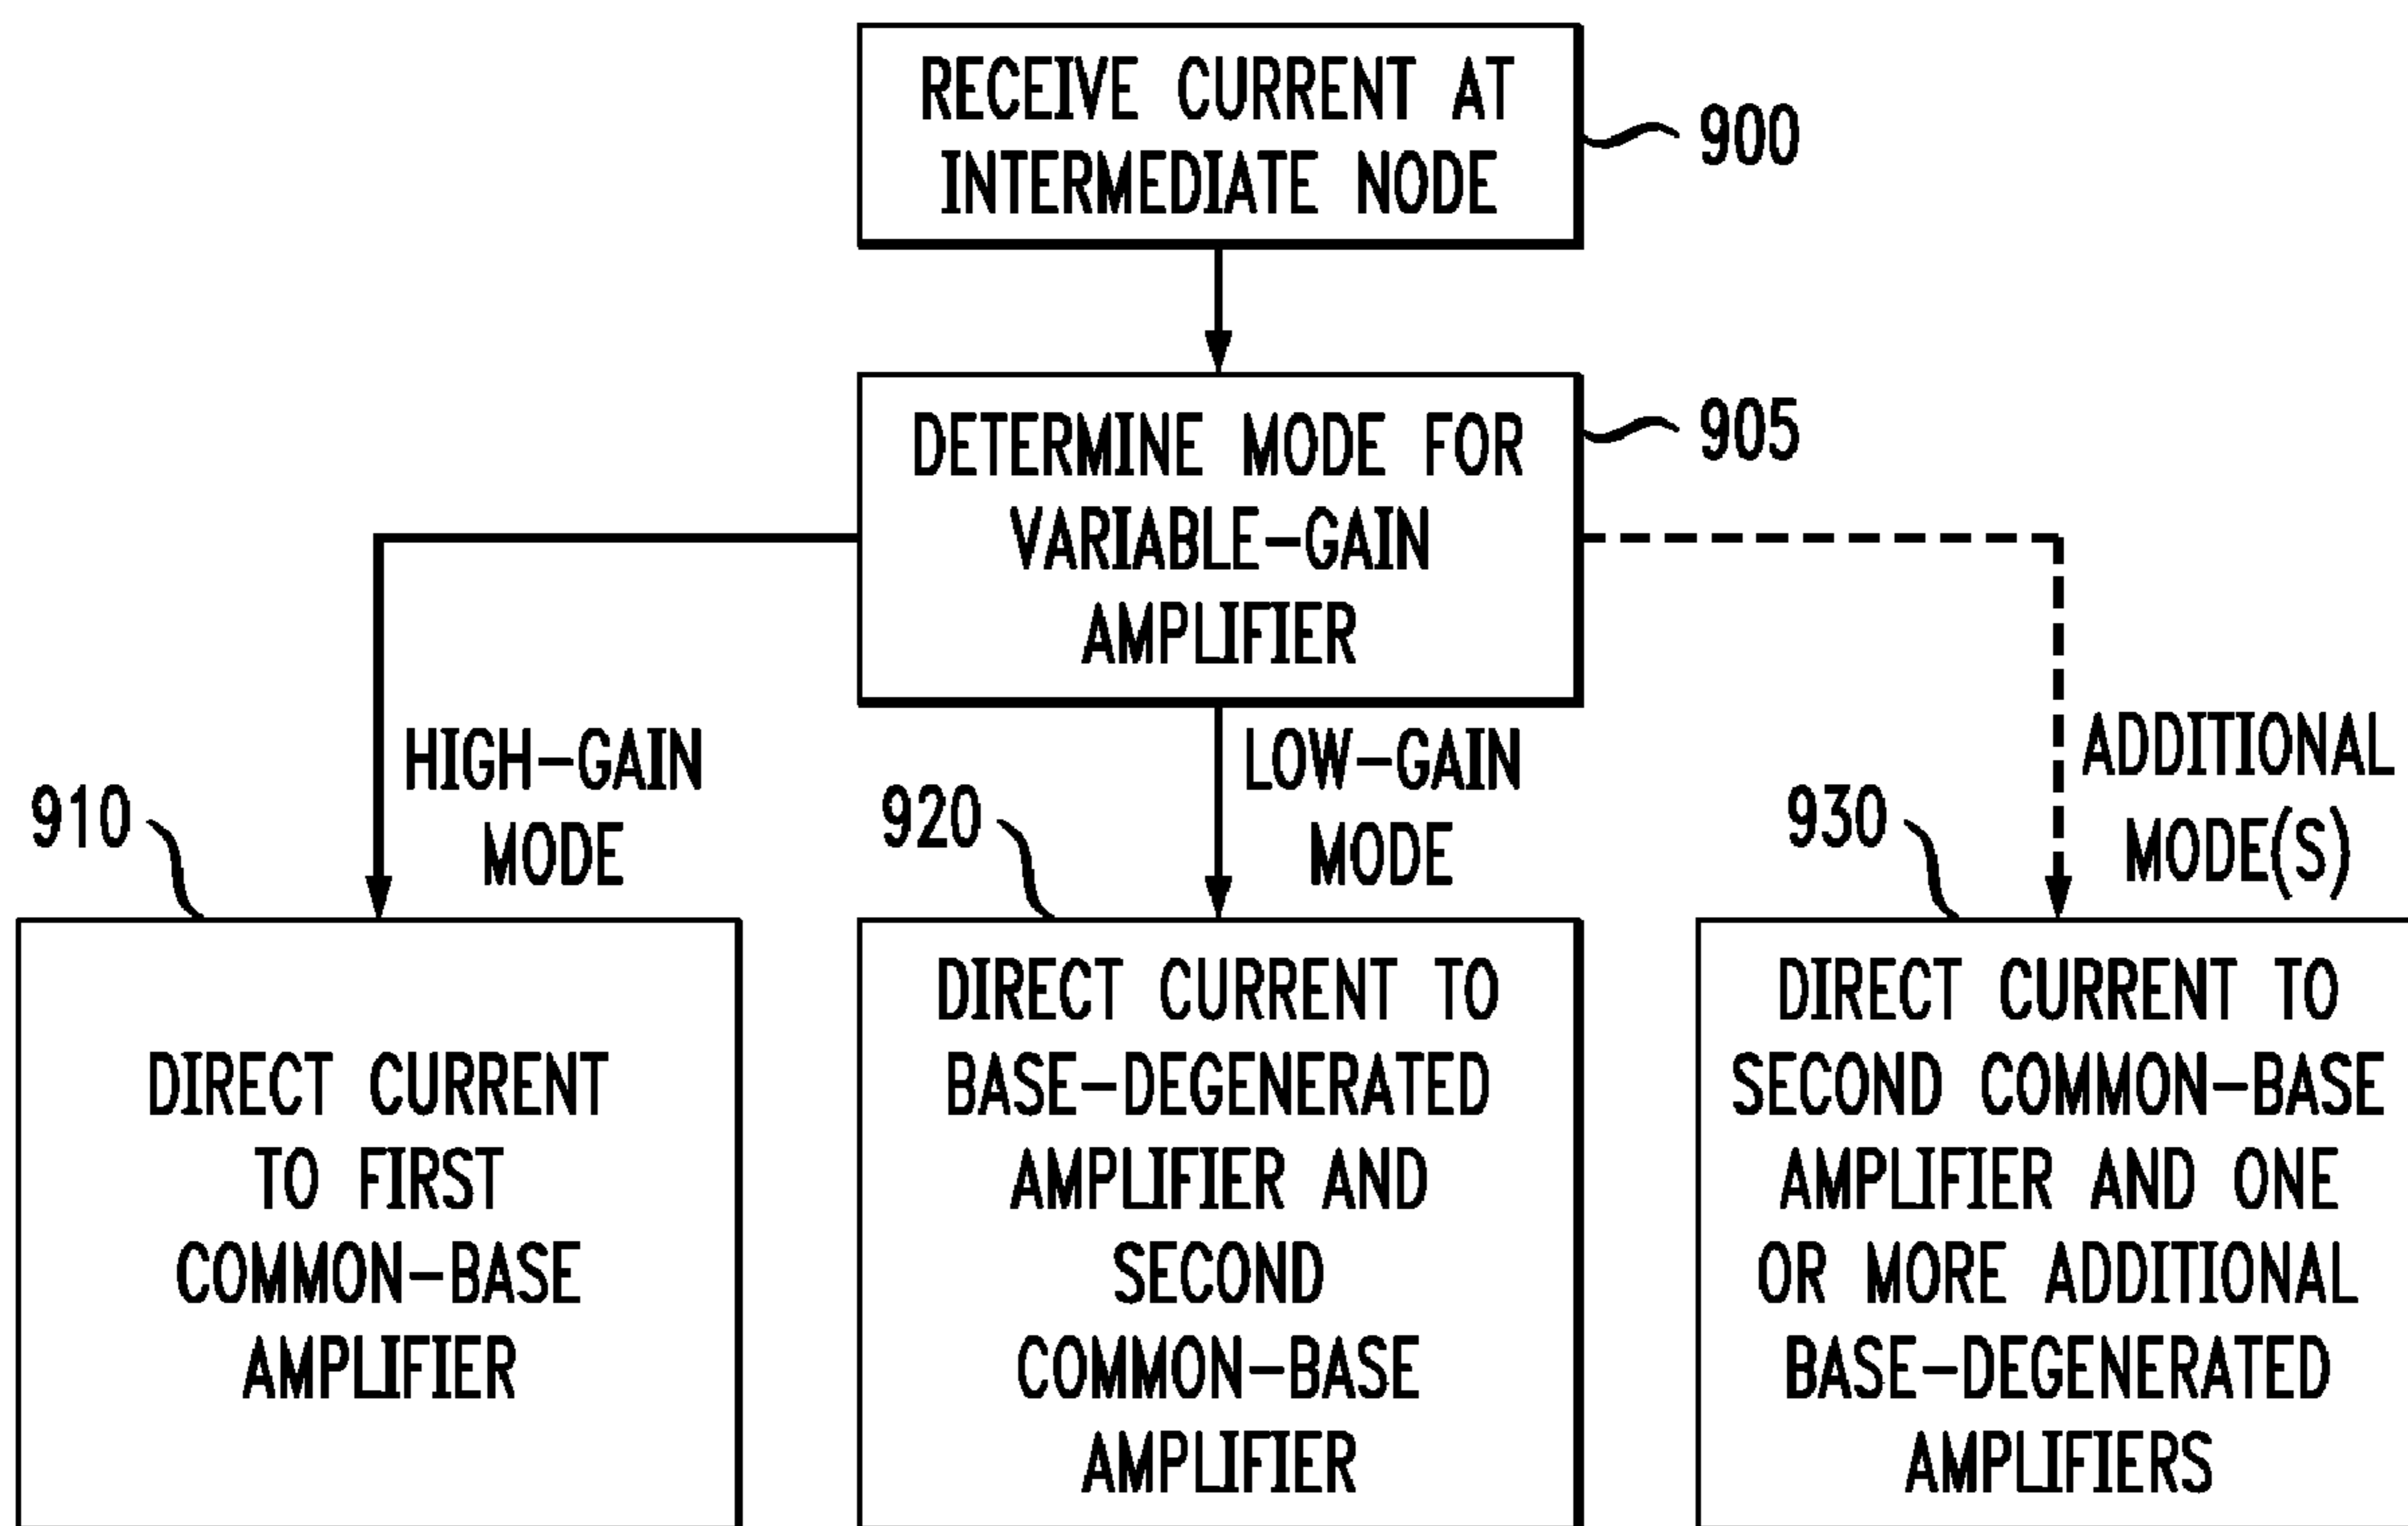 RECEIVE CURRENT AT
INTERMEDIATE NODE
900
DETERMINE MODE FOR
VARIABLE-GAIN
AMPLIFIER
905
HIGH-GAIN
MODE
LOW-GAIN
MODE
ADDITIONAL
MODE(S)
910
DIRECT CURRENT
TO FIRST
COMMON-BASE
AMPLIFIER
920
DIRECT CURRENT TO
BASE-DEGENERATED
AMPLIFIER AND
SECOND
COMMON-BASE
AMPLIFIER
930
DIRECT CURRENT TO
SECOND COMMON-BASE
AMPLIFIER AND ONE
OR MORE ADDITIONAL
BASE-DEGENERATED
AMPLIFIERS